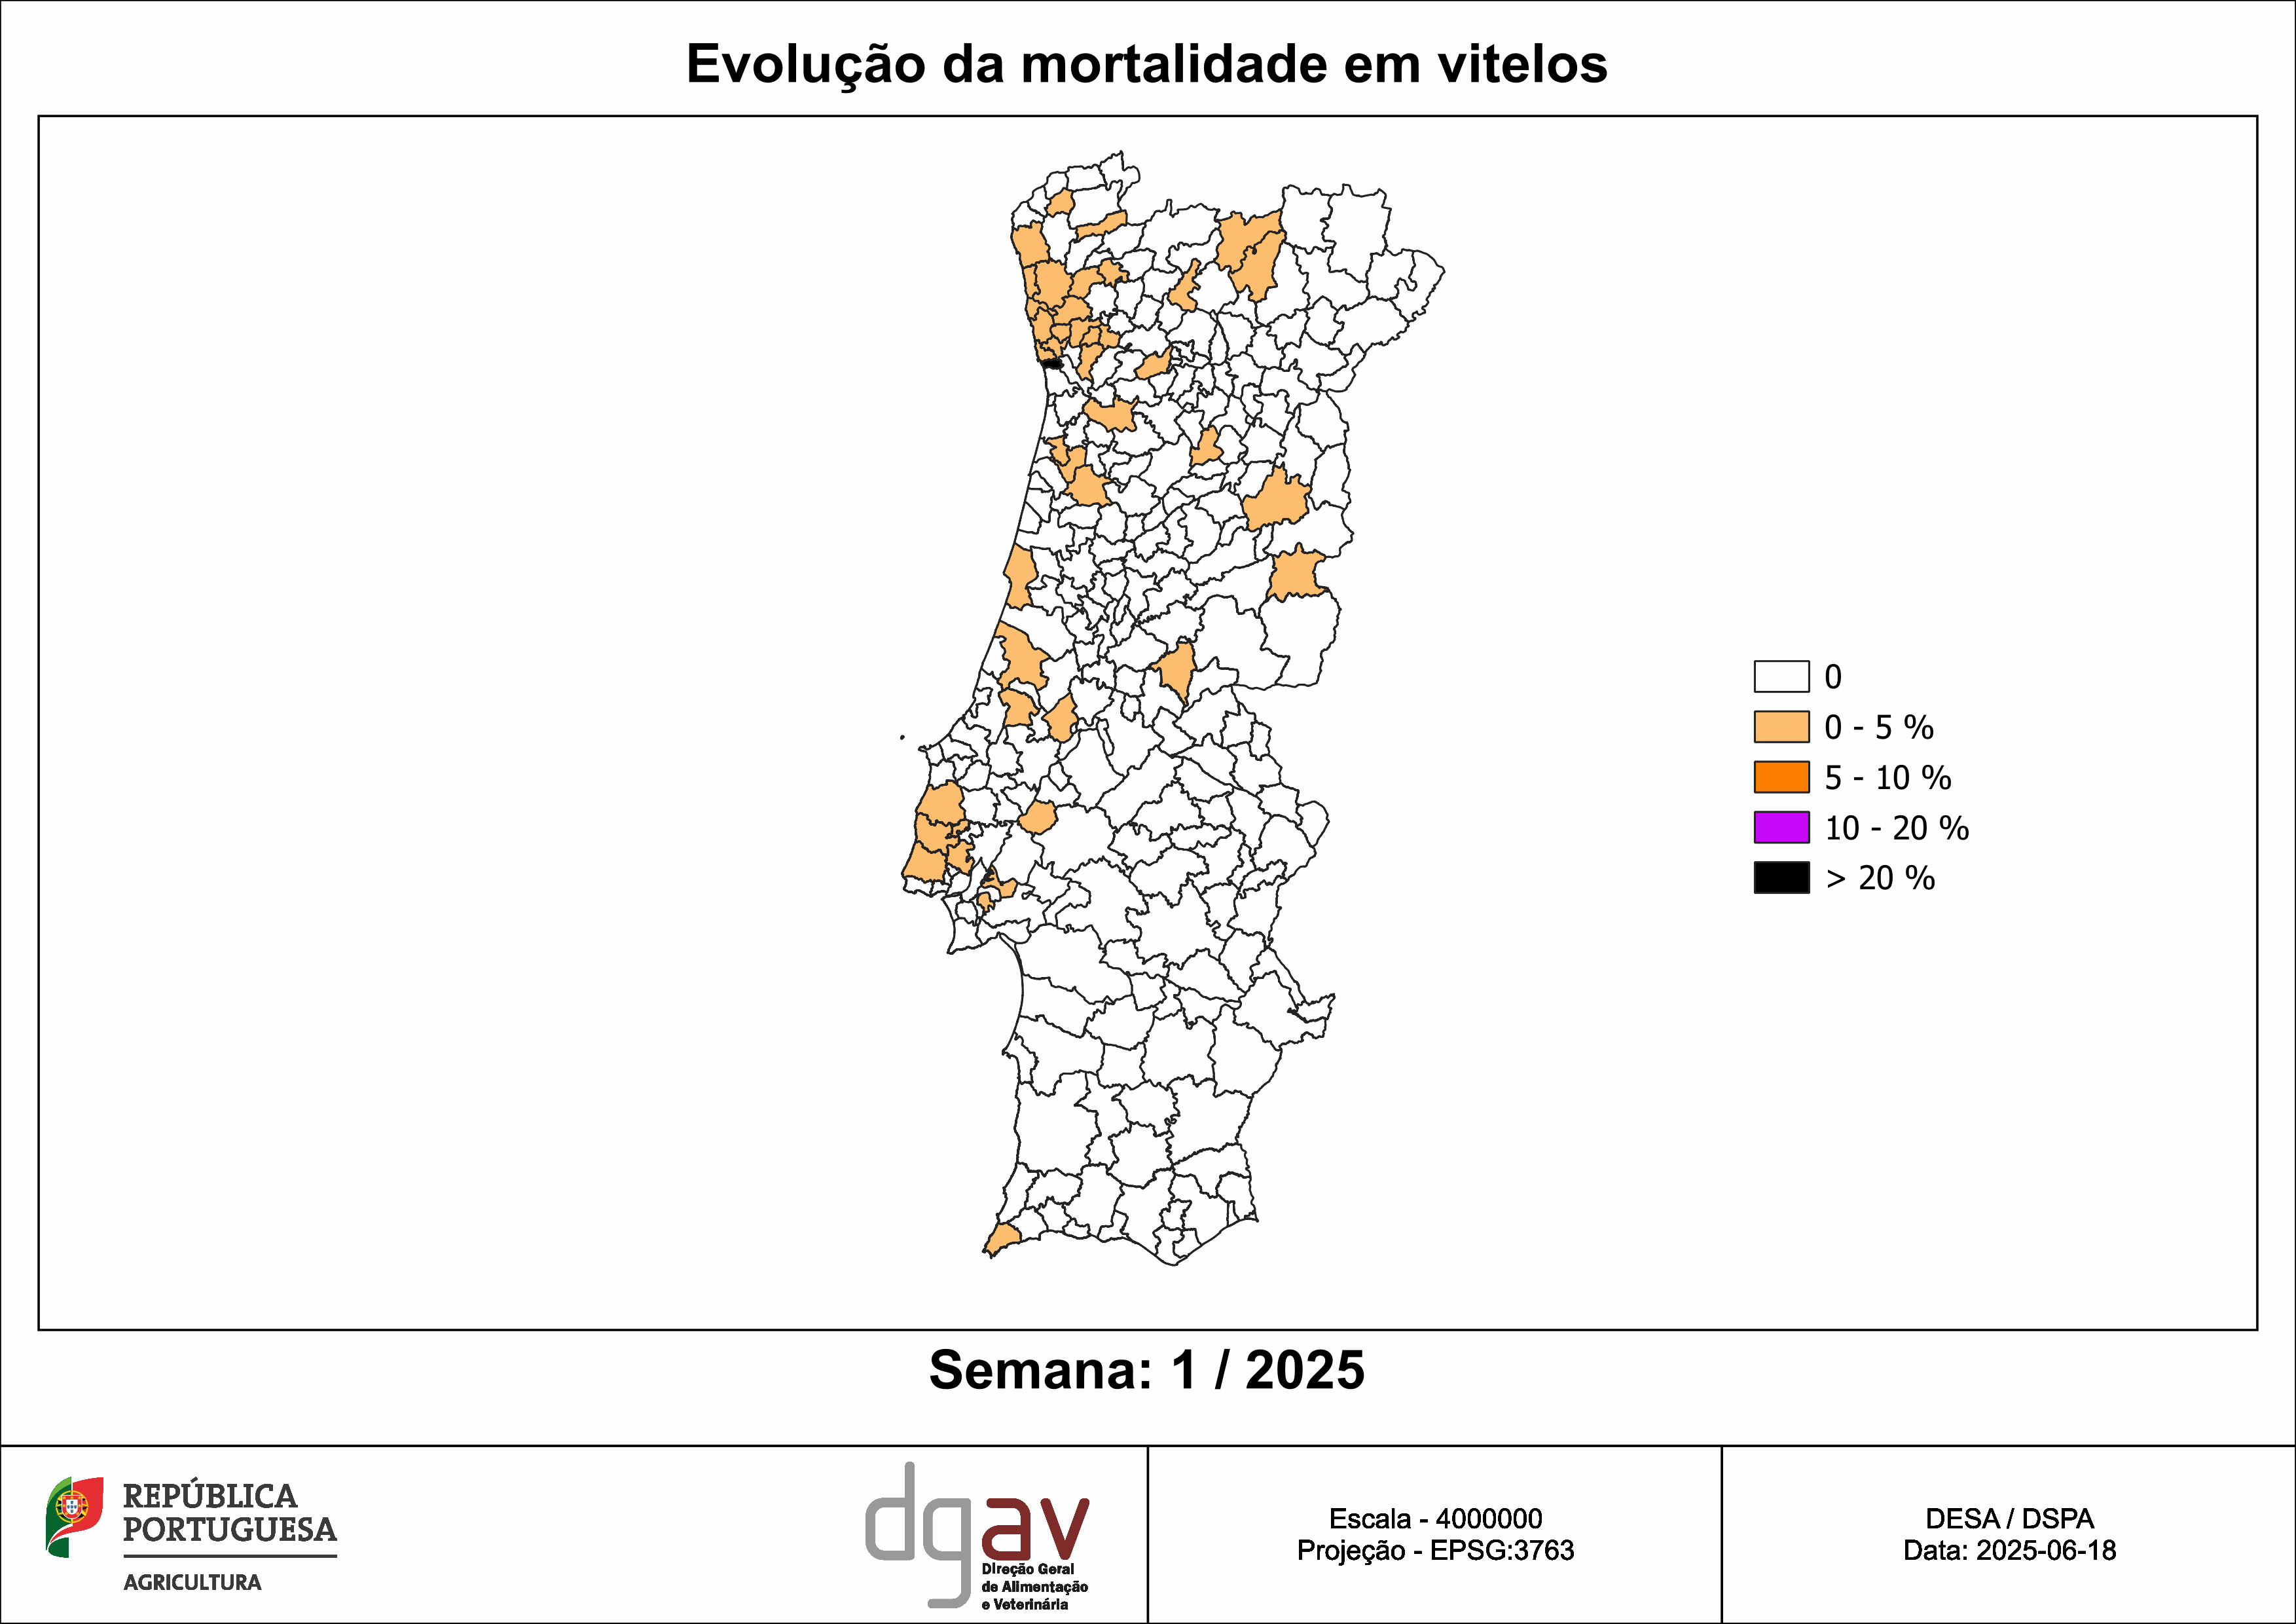 Evolução da mortalidade em vitelos
0
0 - 5 %
5 - 10 %
10 - 20 %
> 20 %
Semana: 1 / 2025
REPÚBLICA
PORTUGUESA
AGRICULTURA
dgav
Direção Geral
de Alimentação
e Veterinária
Escala - 4000000
Projeção - EPSG:3763
DESA / DSPA
Data: 2025-06-18